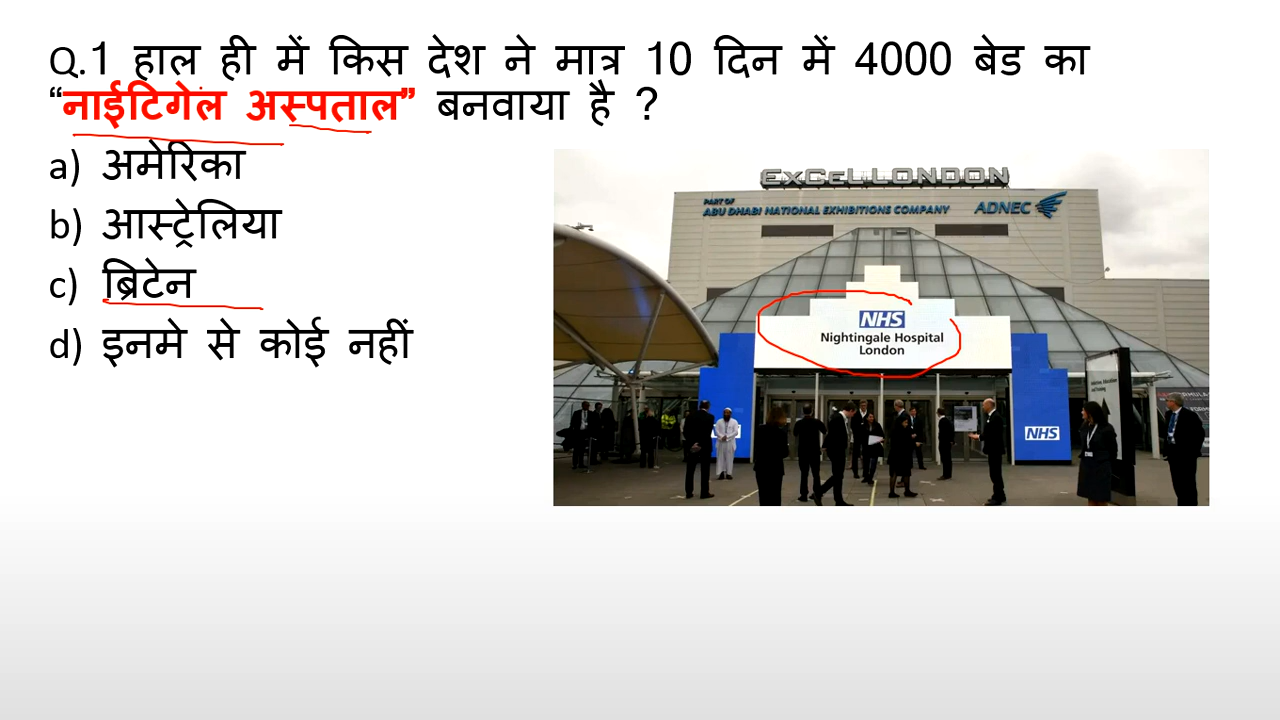 Q.1 हाल ही में किस देश ने मात्र 10 दिन में 4000 बेड का
“नाईटिगेल अस्पताल” बनवाया है ?
a) अमेरिका
b) आस्ट्रेलिया
c) ब्रिटेन
d) इनमे से कोई नहीं
ExCeL LONDON
PART OF
ABU DHABI NATIONAL EXHIBITIONS COMPANY
ADNEC
NHS
Nightingale Hospital
London
NHS